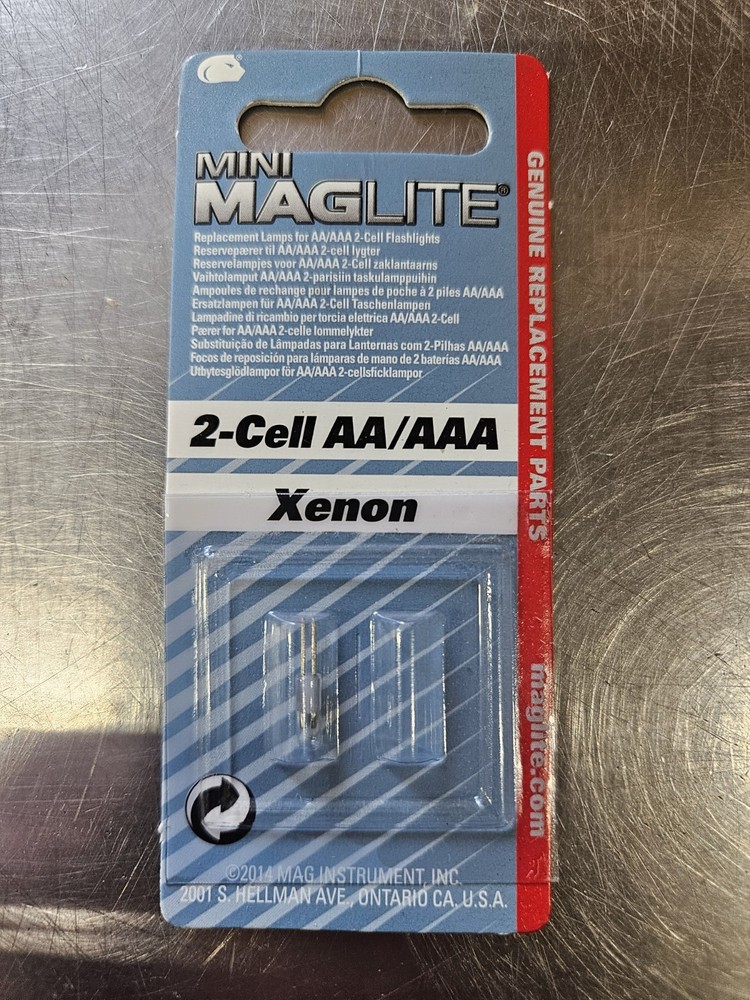 MINI
MAGLITE®
Replacement Lamps for AA/AAA 2-Cell Flashlights
Reservepærer til AA/AAA 2-cell lygter
Reservelampjes voor AA/AAA 2-Cell zaklantaarns
Vaihtolamput AA/AAA 2-parisiin taskulamppuihin
Ampoules de rechange pour lampes de poche à 2 piles AA/AAA
Ersatzlampen für AA/AAA 2-Cell Taschenlampen
Lampadine di ricambio per torcia elettrica AA/AAA 2-Cell
Pærer for AA/AAA 2-celle lommelykter
Substituição de Lâmpadas para Lanternas com 2-Pilhas AA/AAA
Focos de reposición para lámparas de mano de 2 baterías AA/AAA
Utbytesglödlampor för AA/AAA 2-cellsficklampor
2-Cell AA/AAA
Xenon
©2014 MAG INSTRUMENT, INC.
2001 S. HELLMAN AVE., ONTARIO CA, U.S.A.
GENUINE REPLACEMENT PARTS
maglite.com